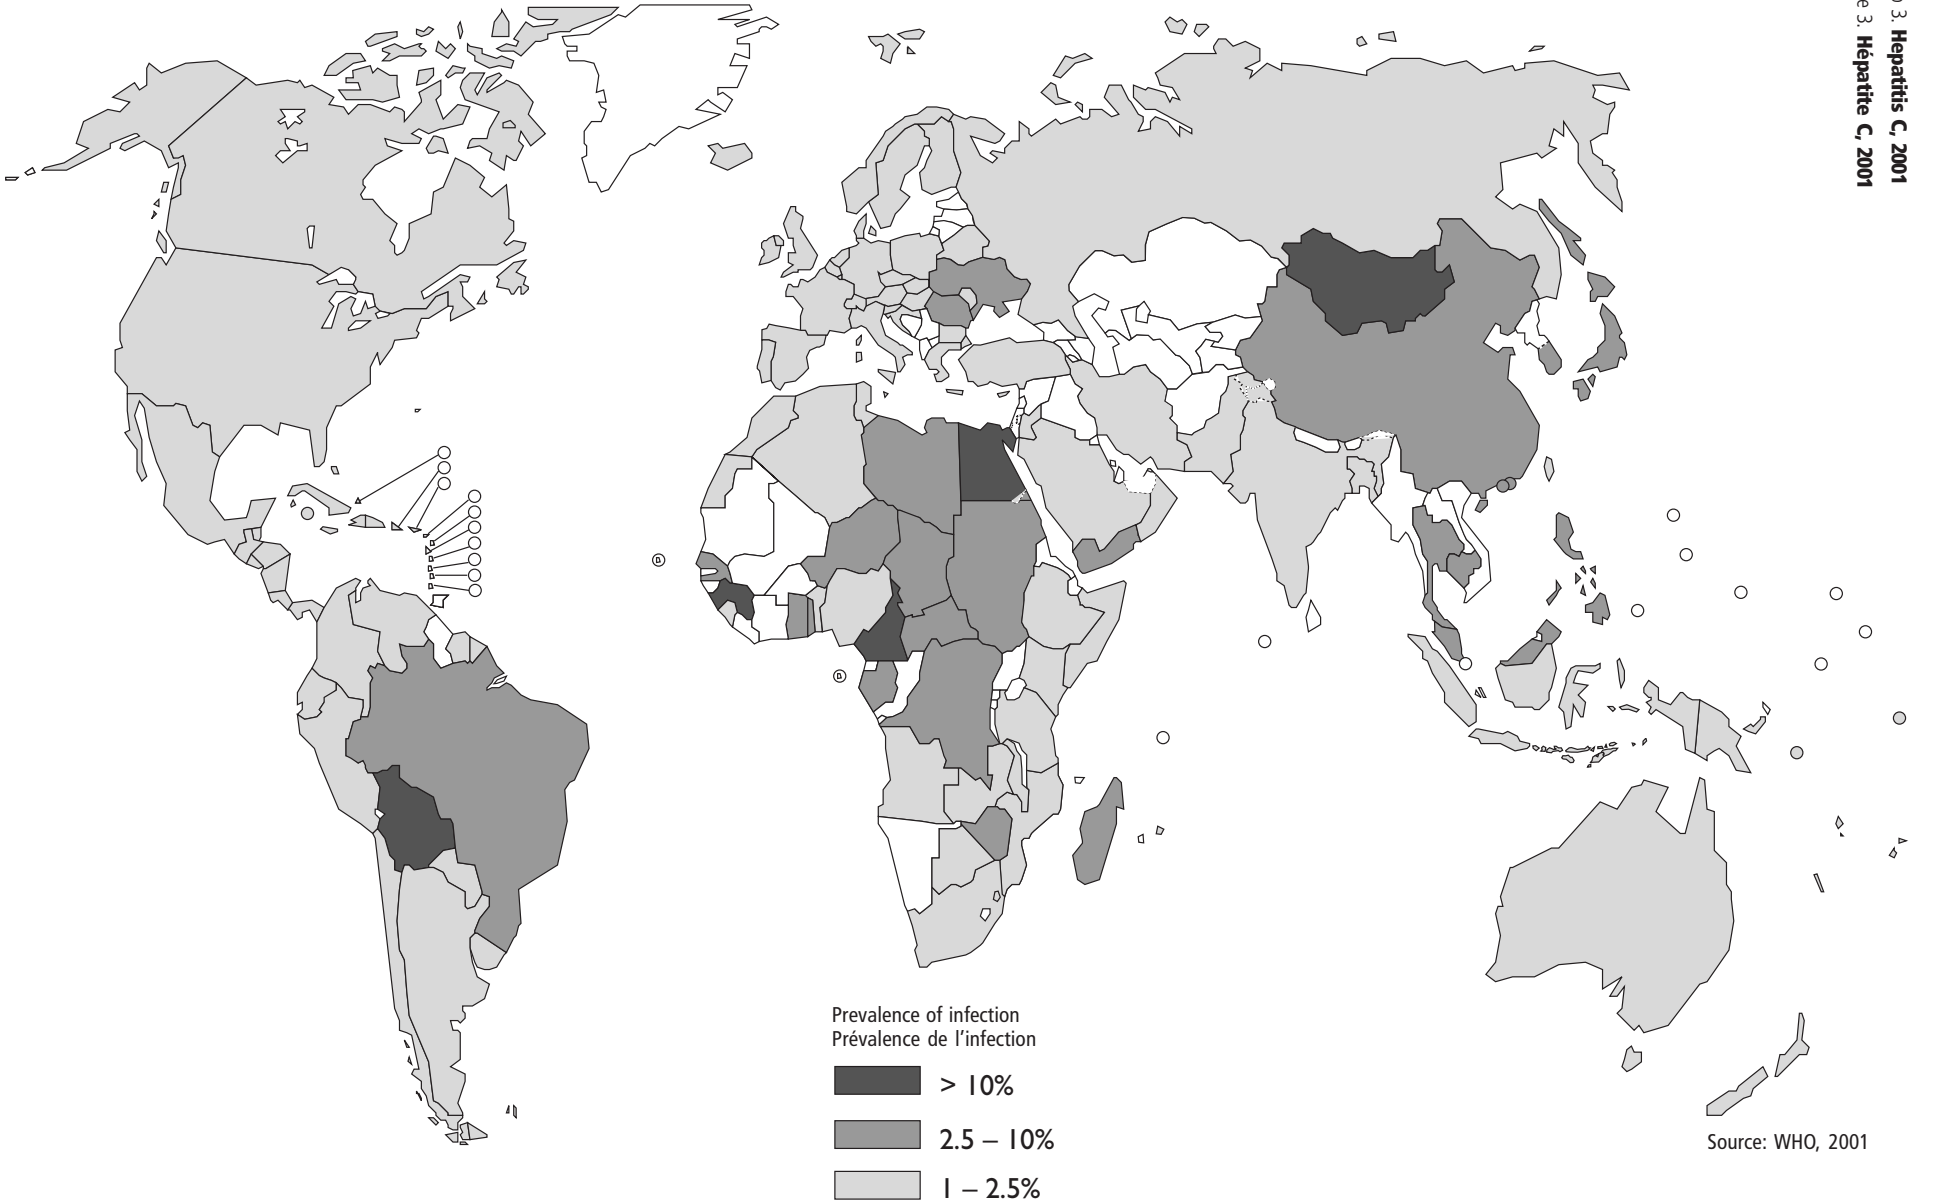 3. Hepatitis C, 2001
3. Hépatite C, 2001
Prevalence of infection
Prévalence de l'infection
> 10%
2.5 – 10%
1 – 2.5%
Source: WHO, 2001